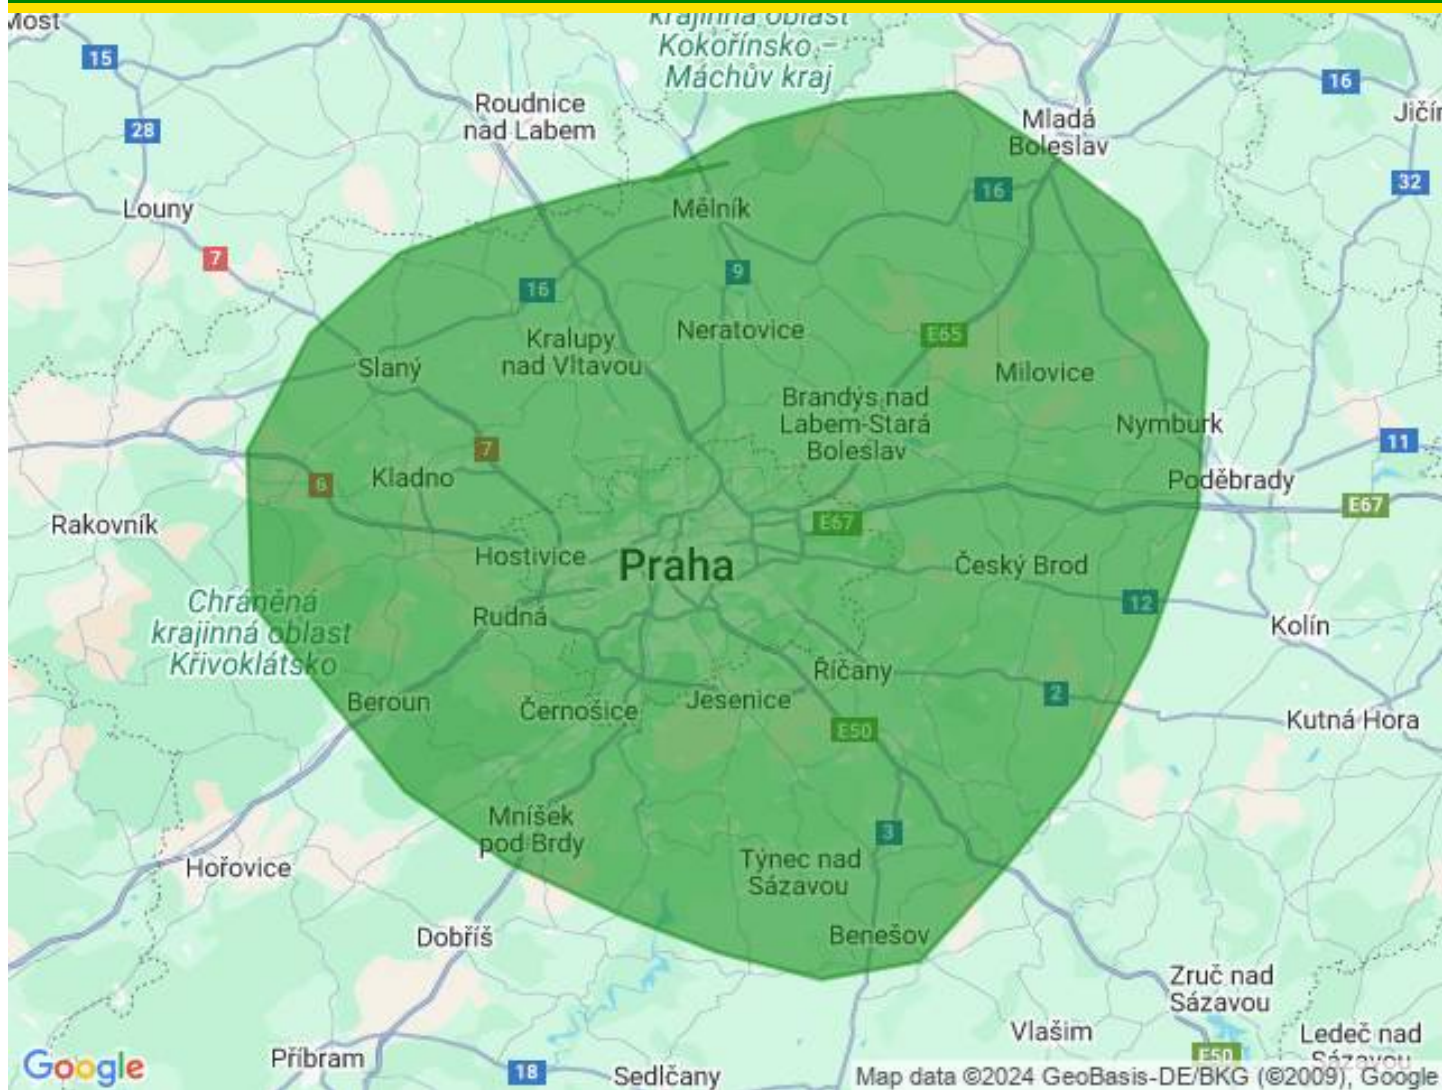 Most
krajinná oblast
Kokořínsko –
Máchův kraj
15
16
Roudnice
nad Labem
Mladá
Boleslav
28
32
16
Louny
Mělník
7
9
16
Neratovice
E65
Kralupy
nad Vltavou
Slaný
Milovice
Brandýs nad
Labem-Stará
Boleslav
Nymburk
11
7
Kladno
6
Poděbrady
E67
E67
Rakovník
Hostivice
Praha
Český Brod
12
Chráněná
krajinná oblast
Křivoklátsko
Rudná
Kolín
Říčany
Beroun
Černošice
Jesenice
2
Kutná Hora
E50
Mníšek
pod Brdy
3
Týnec nad
Sázavou
Hořovice
Dobříš
Benešov
Zruč nad
Sázavou
Vlašim
Ledeč nad
Sázavou
E50
Příbram
18
Sedlčany
Google
Map data ©2024 GeoBasis-DE/BKG (©2009), Google